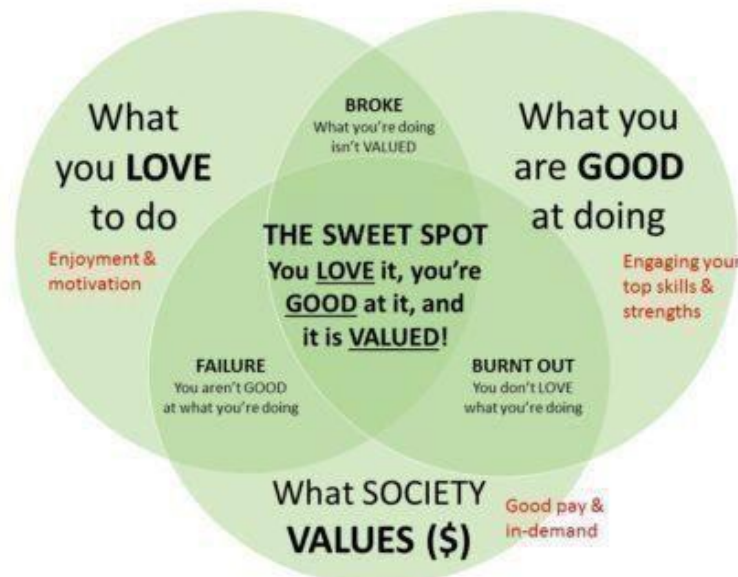 What
you LOVE
to do
Enjoyment &
motivation
BROKE
What you're doing
isn't VALUED
What you
are GOOD
at doing
Engaging your
top skills &
strengths
THE SWEET SPOT
You LOVE it, you're
GOOD at it, and
it is VALUED!
FAILURE
You aren't GOOD
at what you're doing
BURNT OUT
You don't LOVE
what you're doing
What SOCIETY
VALUES ($)
Good pay &
in-demand